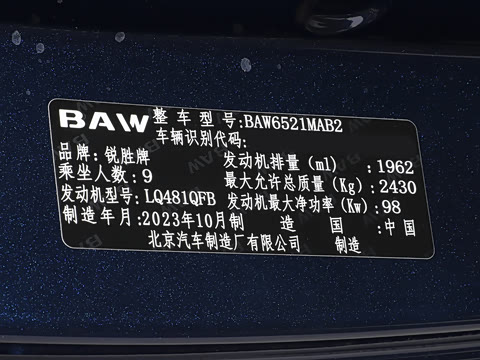 BAW 整车型号:BAW6521MAB2
车辆识别代码:
品牌:锐胜牌 发动机排量(ml):1962
乘坐人数:9 最大允许总质量(Kg):2430
发动机型号:LQ481QFB 发动机最大净功率(Kw):98
制造年月:2023年10月 制造国:中国
北京汽车制造厂有限公司 制造